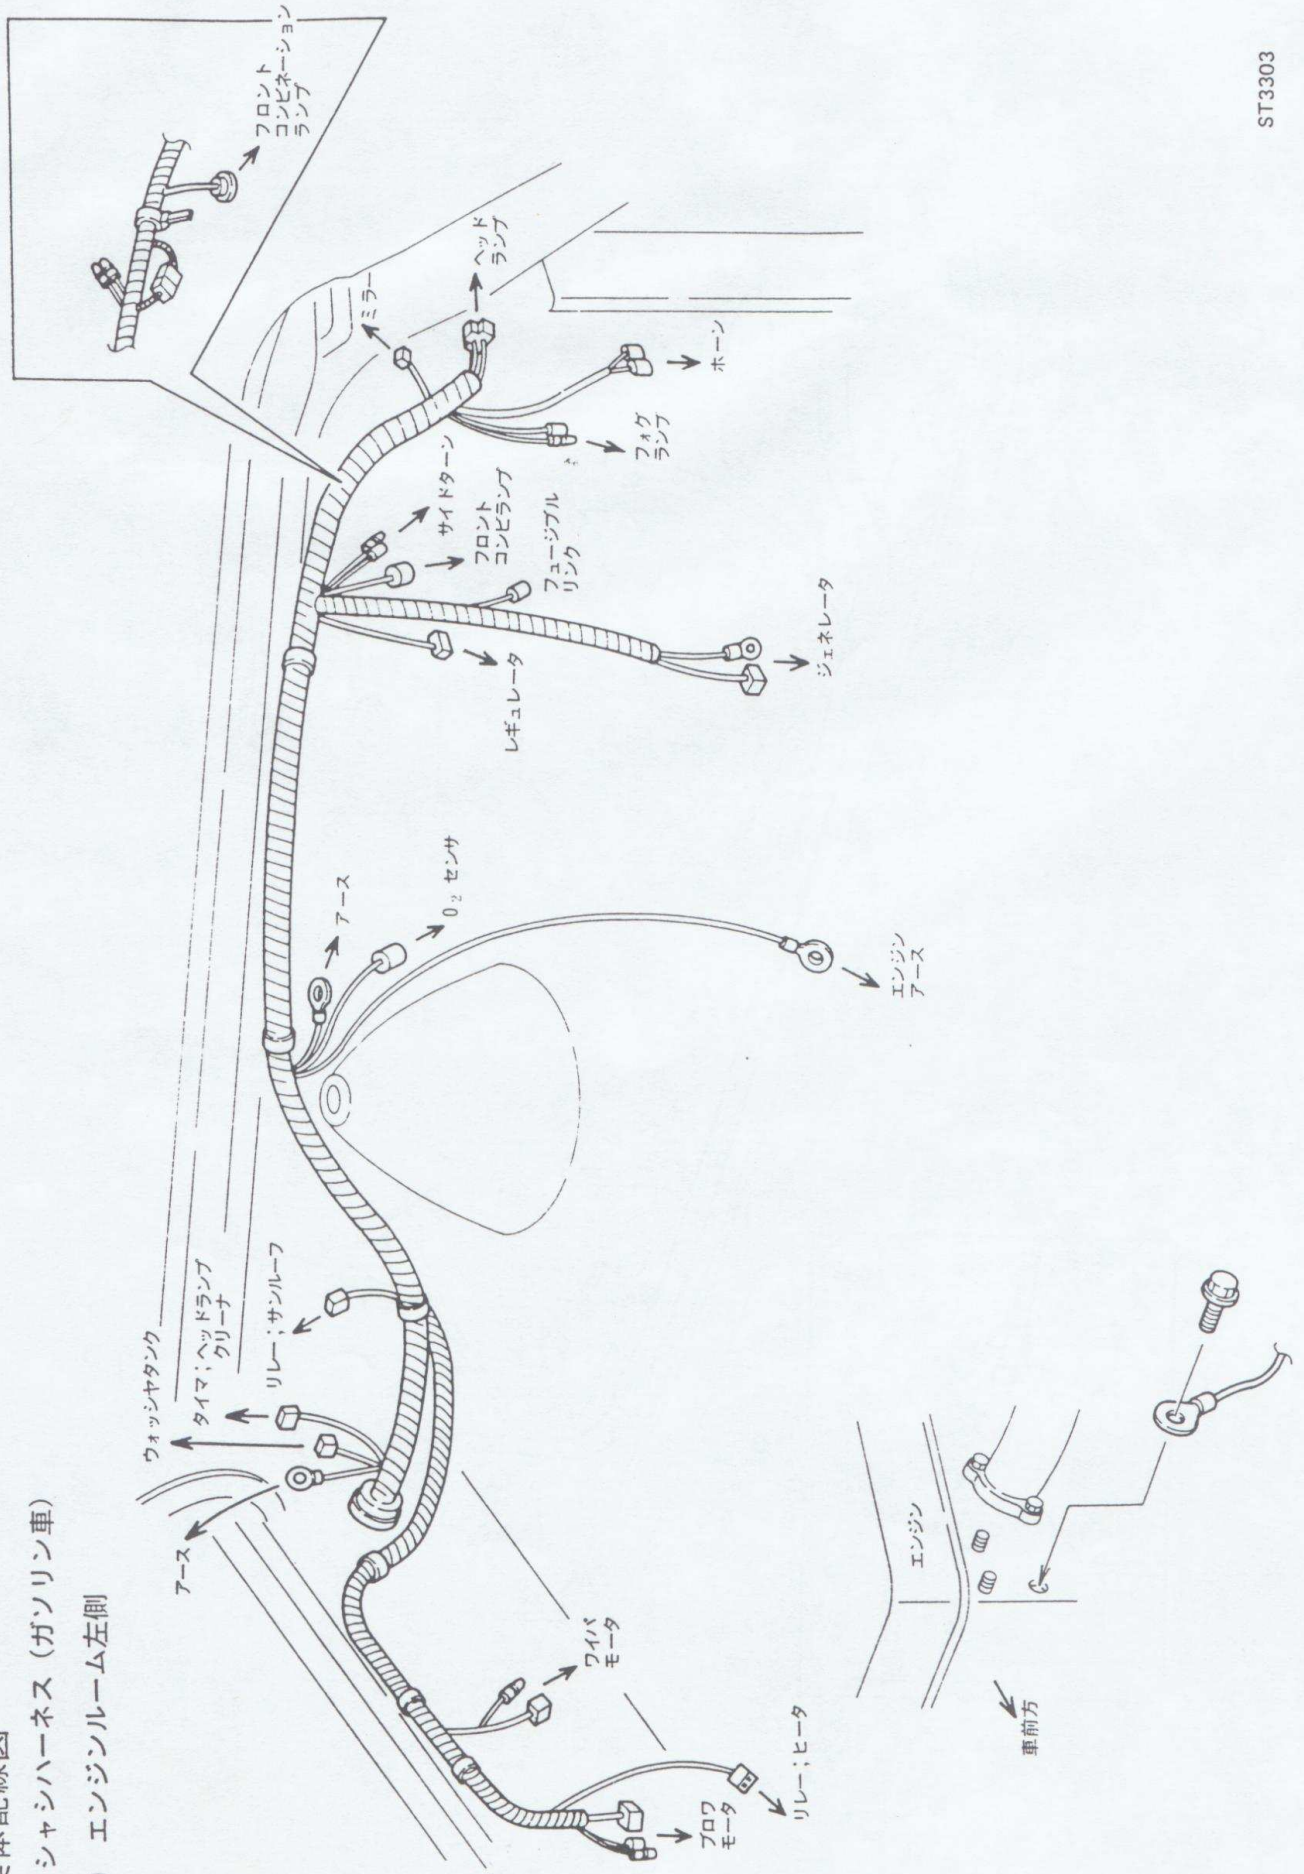 実体配線図
シャシハーネス（ガソリン車）
エンジンルーム左側
アース
ウォッシャタンク
タイマ；ヘッドランプ
クリーナ
リレー；サンルーフ
アース
O₂ センサ
エンジン
アース
レギュレータ
ジェネレータ
フュージブル
リンク
フロント
コンビランプ
サイドターン
フォグ
ランプ
ホーン
ミラー
ヘッド
ランプ
フロント
コンビネーション
ランプ
ワイパ
モータ
ブロワ
モータ
リレー；ヒータ
エンジン
車前方
ST3303